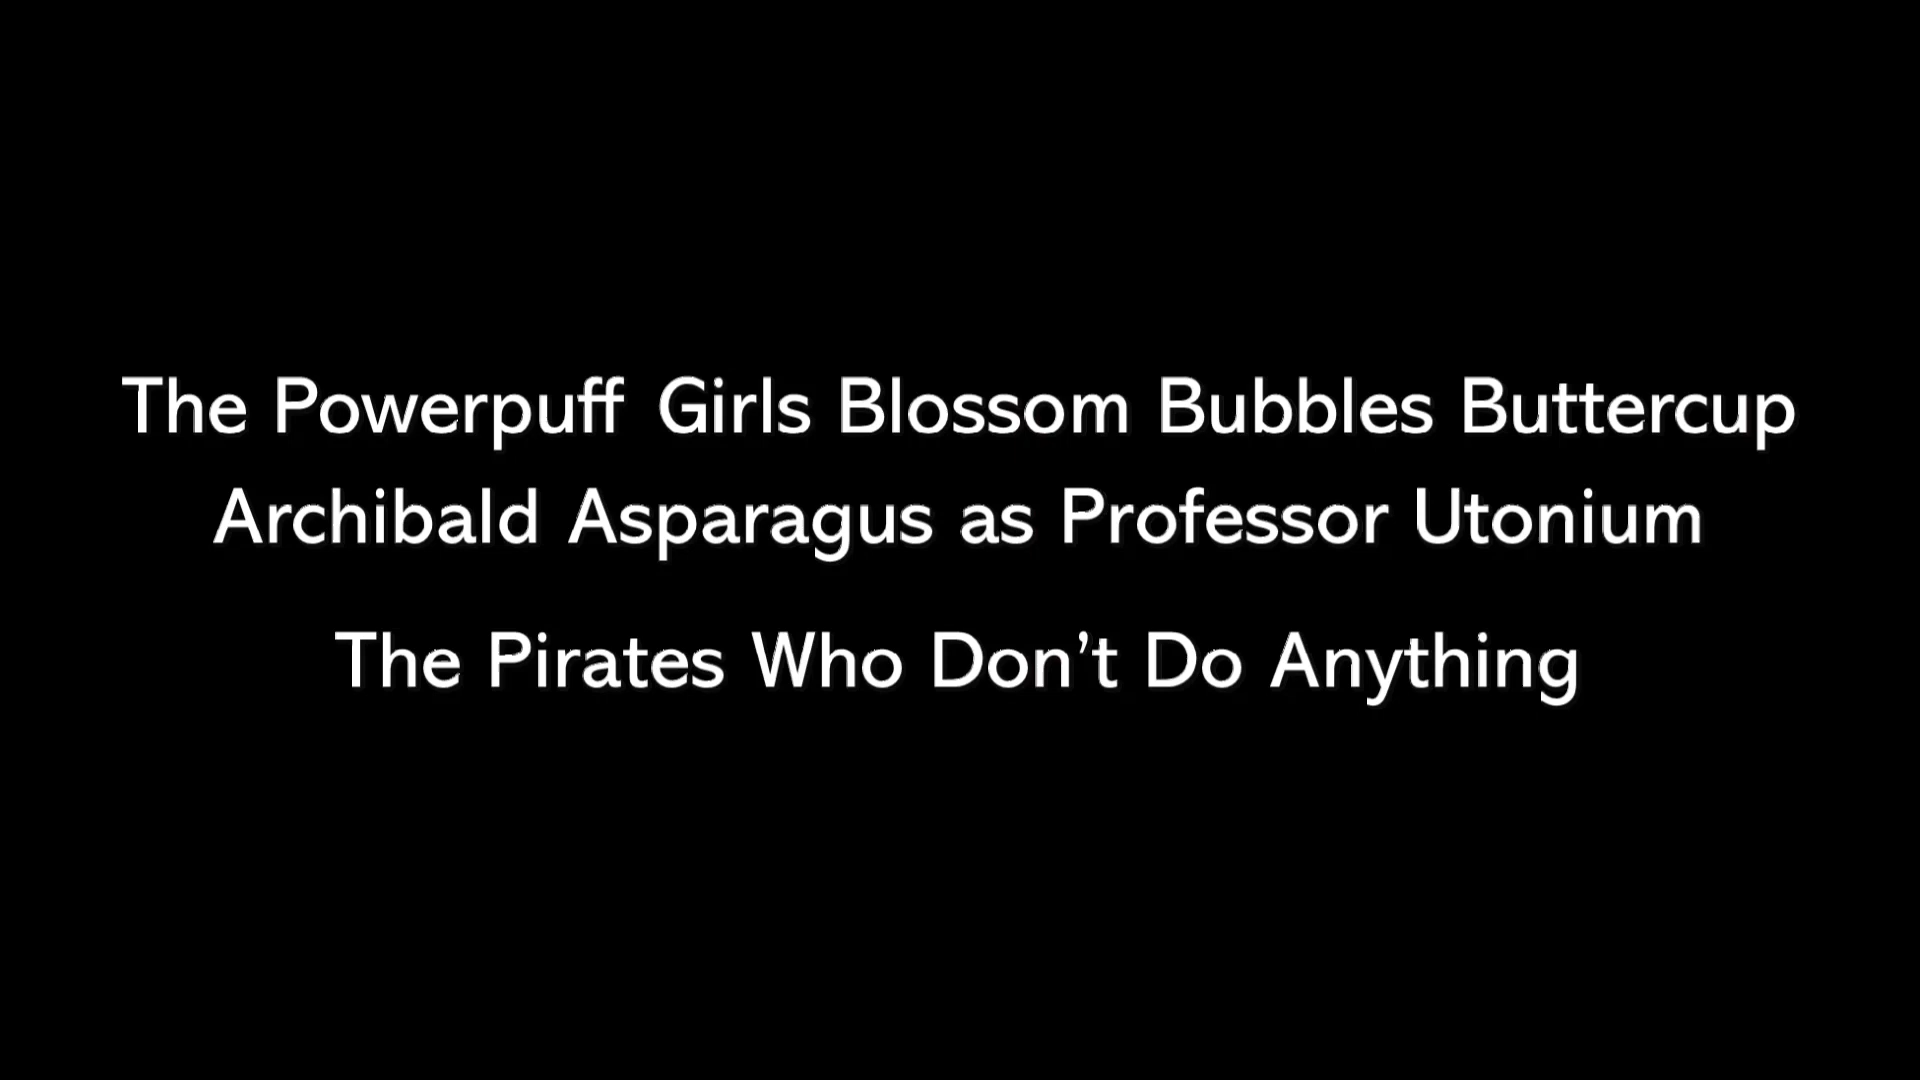 The Powerpuff Girls Blossom Bubbles Buttercup
Archibald Asparagus as Professor Utonium
The Pirates Who Don’t Do Anything